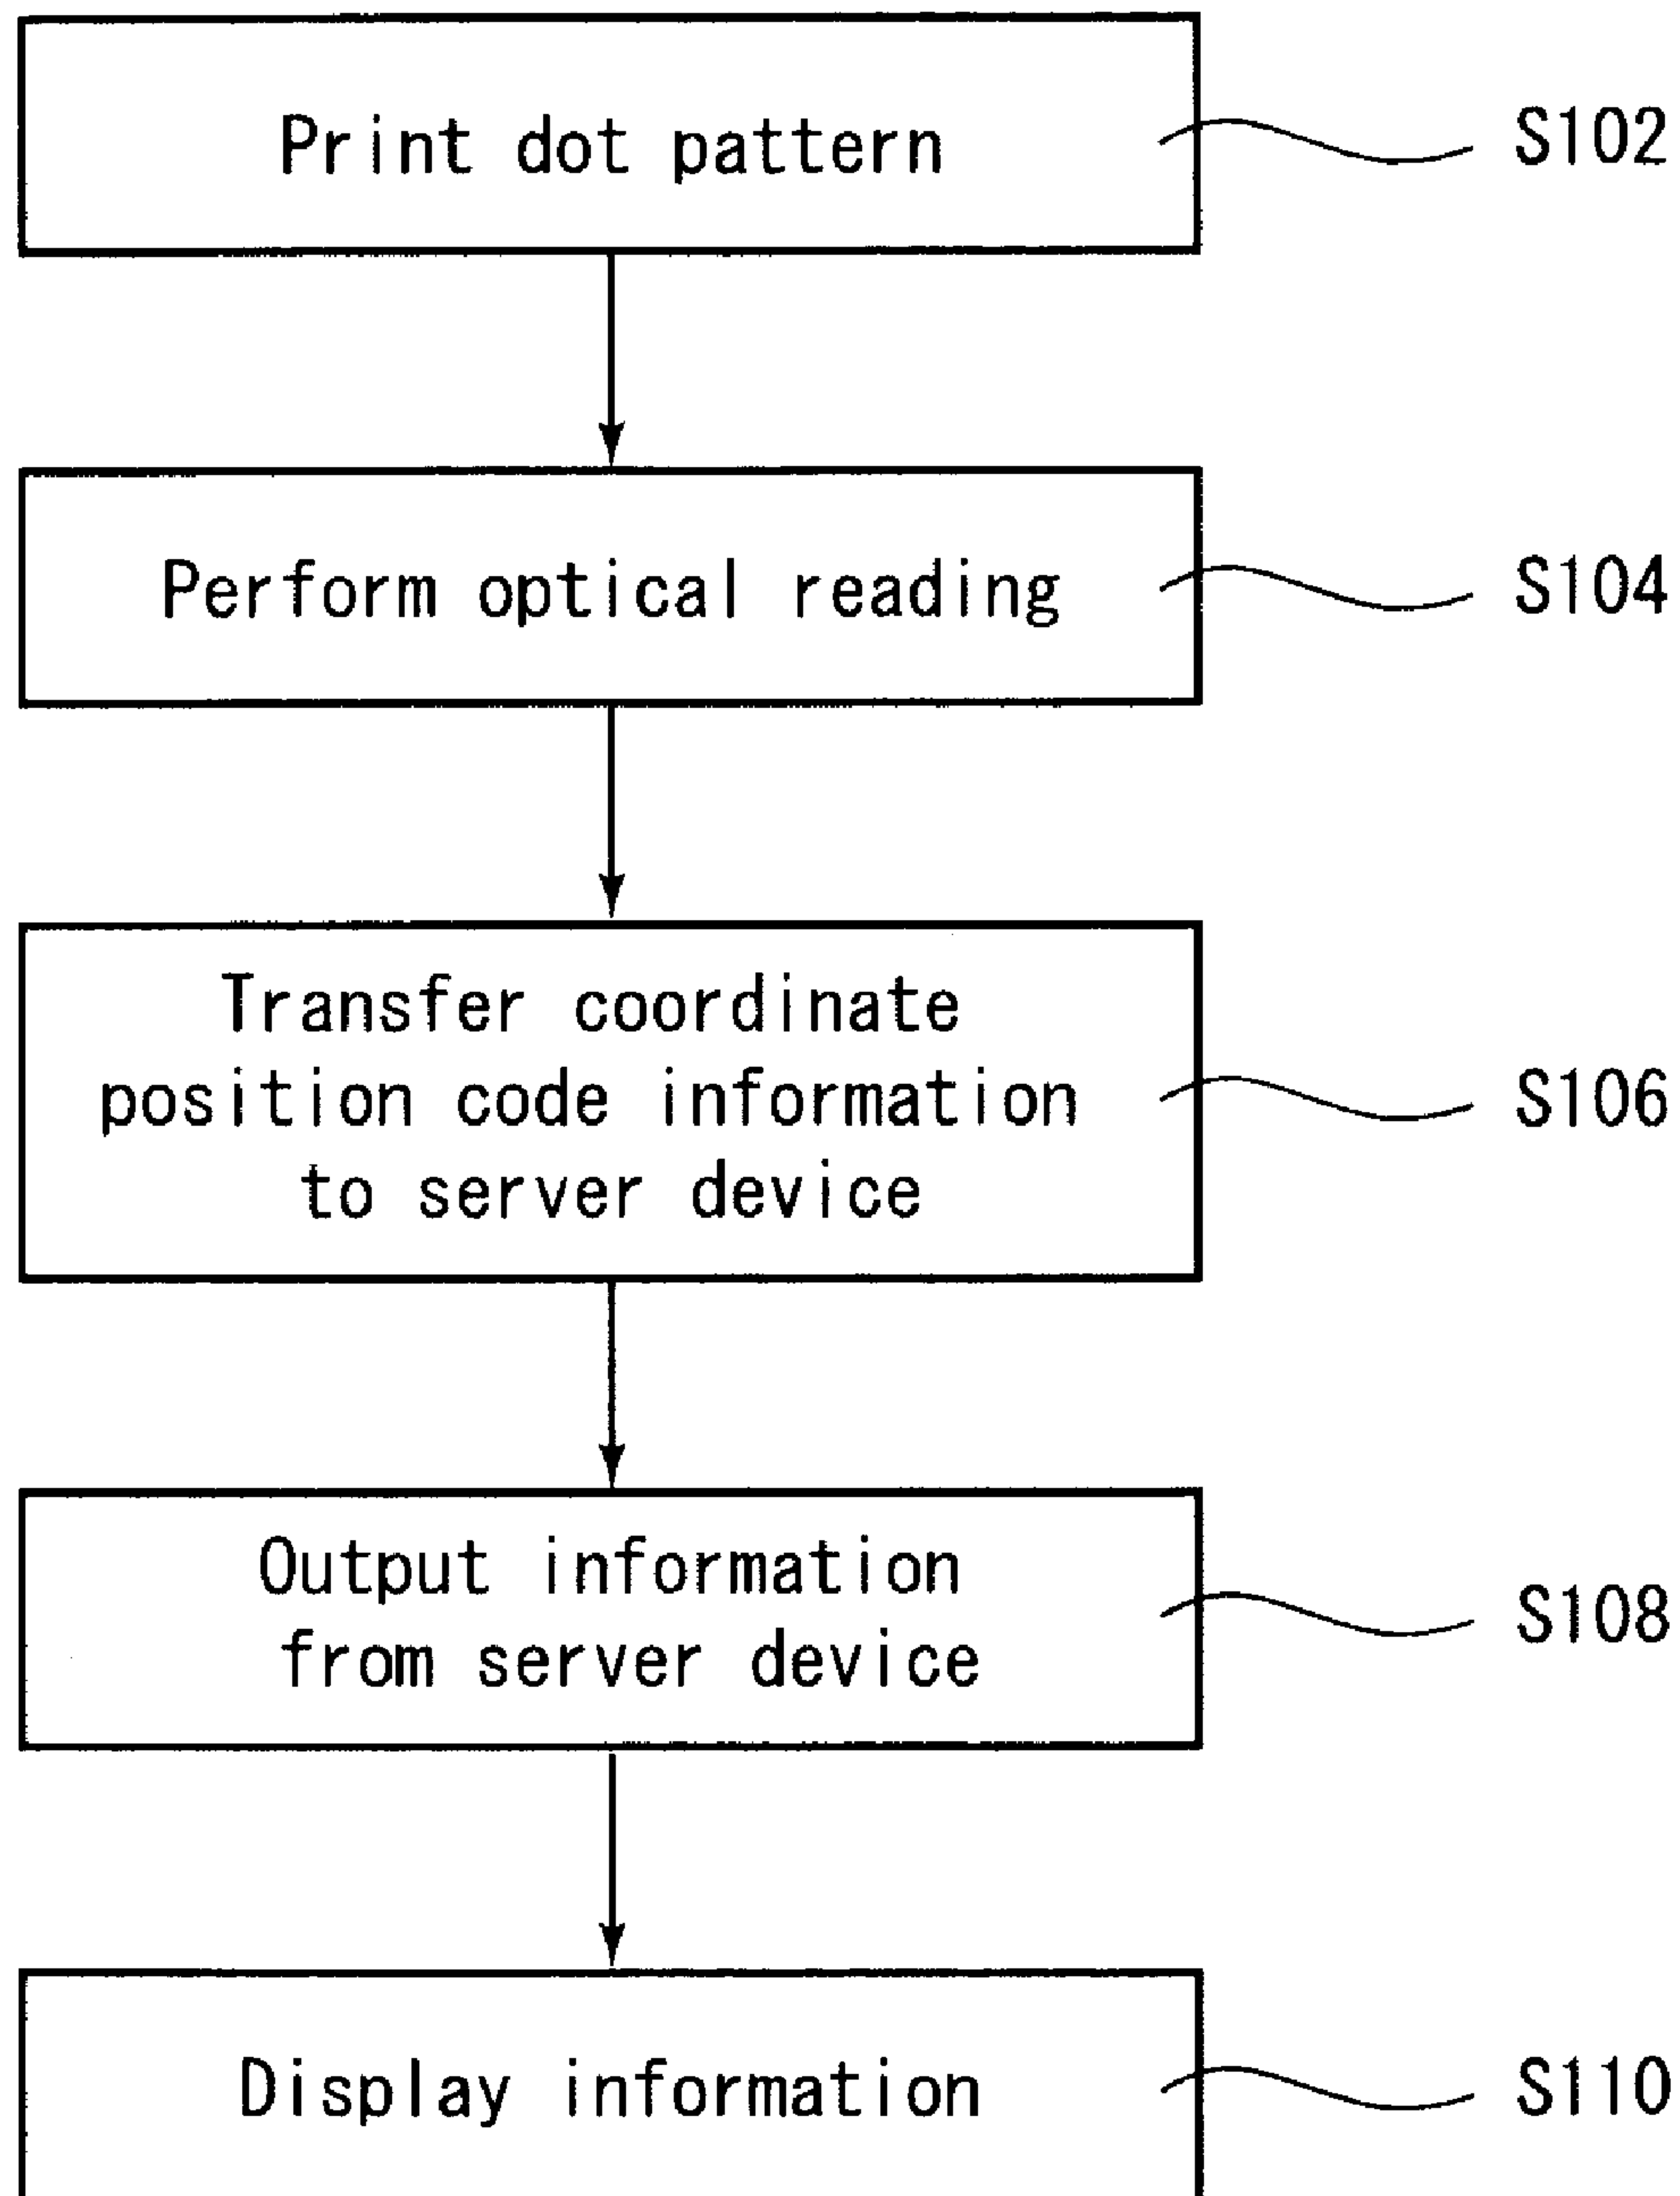 Print dot pattern
S102
Perform optical reading
S104
Transfer coordinate
position code information
to server device
S106
Output information
from server device
S108
Display information
S110